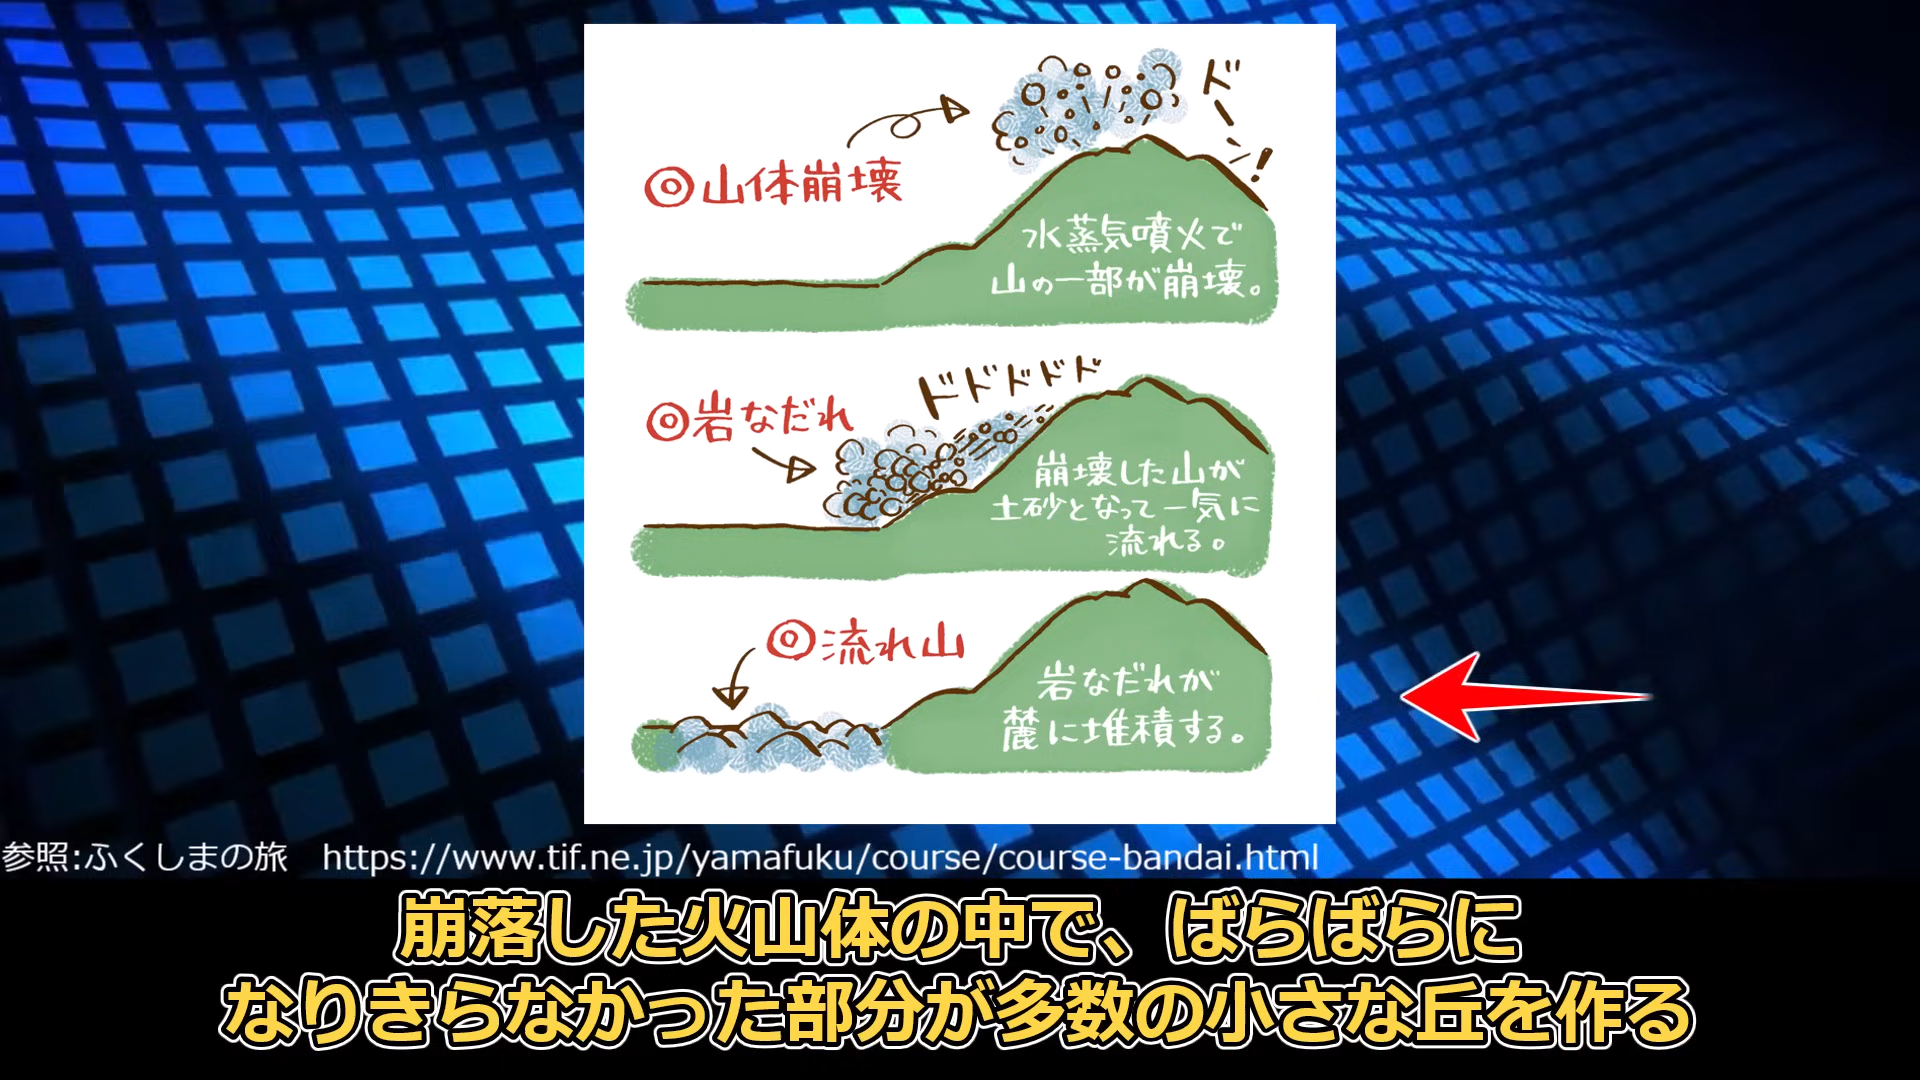 ドーン!
◎山体崩壊
水蒸気噴火で
山の一部が崩壊。
ドドドドド
◎岩なだれ
崩壊した山が
土砂となって一気に
流れる。
◎流れ山
岩なだれが
麓に堆積する。
参照:ふくしまの旅　https://www.tif.ne.jp/yamafuku/course/course-bandai.html
崩落した火山体の中で、ばらばらに
なりきらなかった部分が多数の小さな丘を作る